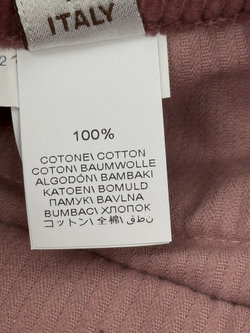 ITALY
2
100%
COTONE\ COTTON
COTON\ BAUMWOLLE
ALGODÓN\ BAMBAKI
KATOEN\ BOMULD
ПАМУК\ BAVLNA
BUMBAC\ ХЛОПОК
コットン\ 全棉\ قطن